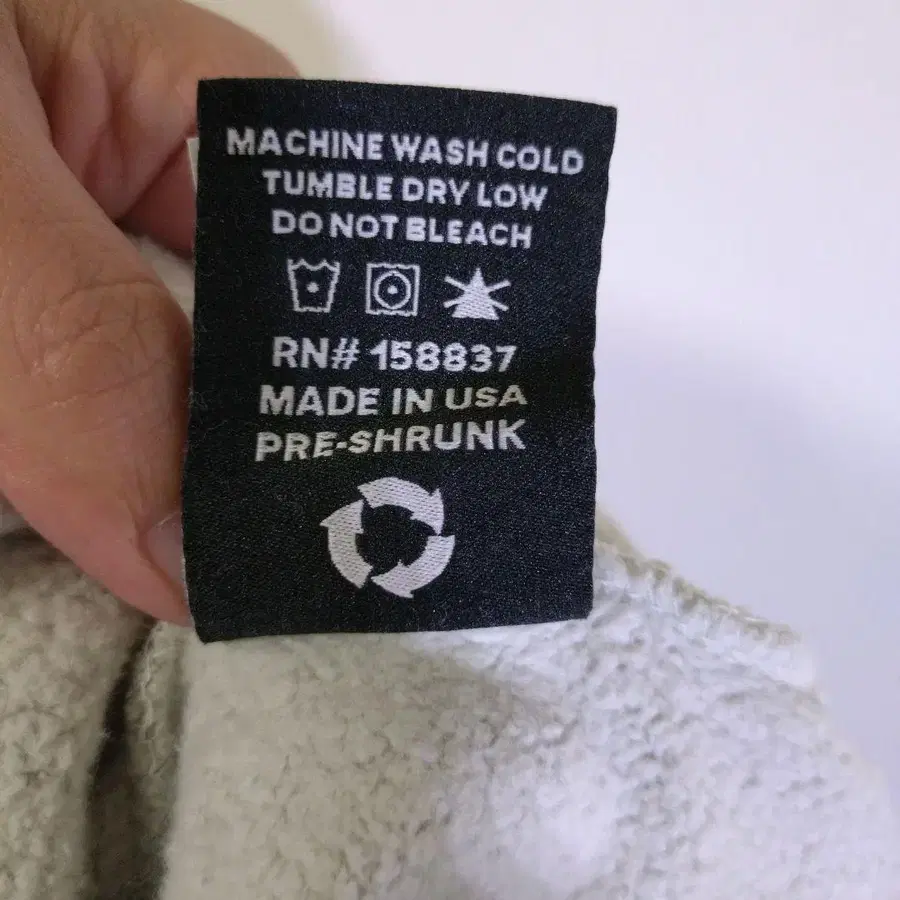 MACHINE WASH COLD
TUMBLE DRY LOW
DO NOT BLEACH
RN# 158837
MADE IN USA
PRE-SHRUNK